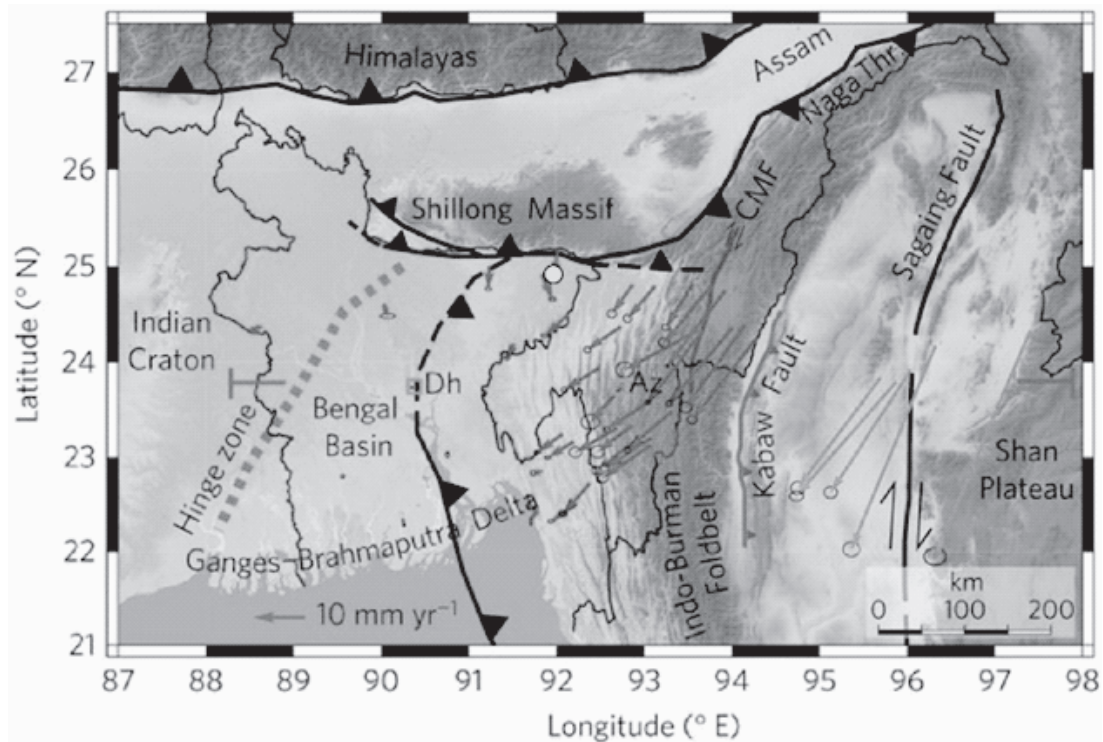 27
26
25
24
23
22
21
Latitude (° N)
Himalayas
Assam
Naga Thr.
CMF
Shillong Massif
Sagaing Fault
Indian
Craton
Hinge zone
Dh
Bengal
Basin
Az
Kabaw Fault
Shan
Plateau
Indo-Burman
Foldbelt
Ganges–Brahmaputra Delta
10 mm yr⁻¹
km
0 100 200
87 88 89 90 91 92 93 94 95 96 97 98
Longitude (° E)